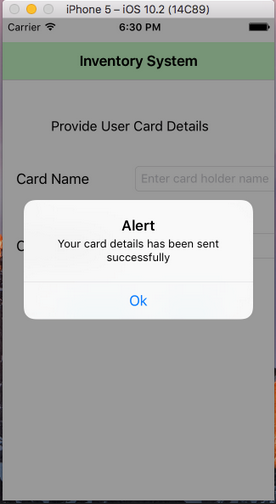 iPhone 5 – iOS 10.2 (14C89)
Carrier 6:30 PM
Inventory System
Provide User Card Details
Card Name Enter card holder name
Alert
Your card details has been sent
successfully
C
Ok